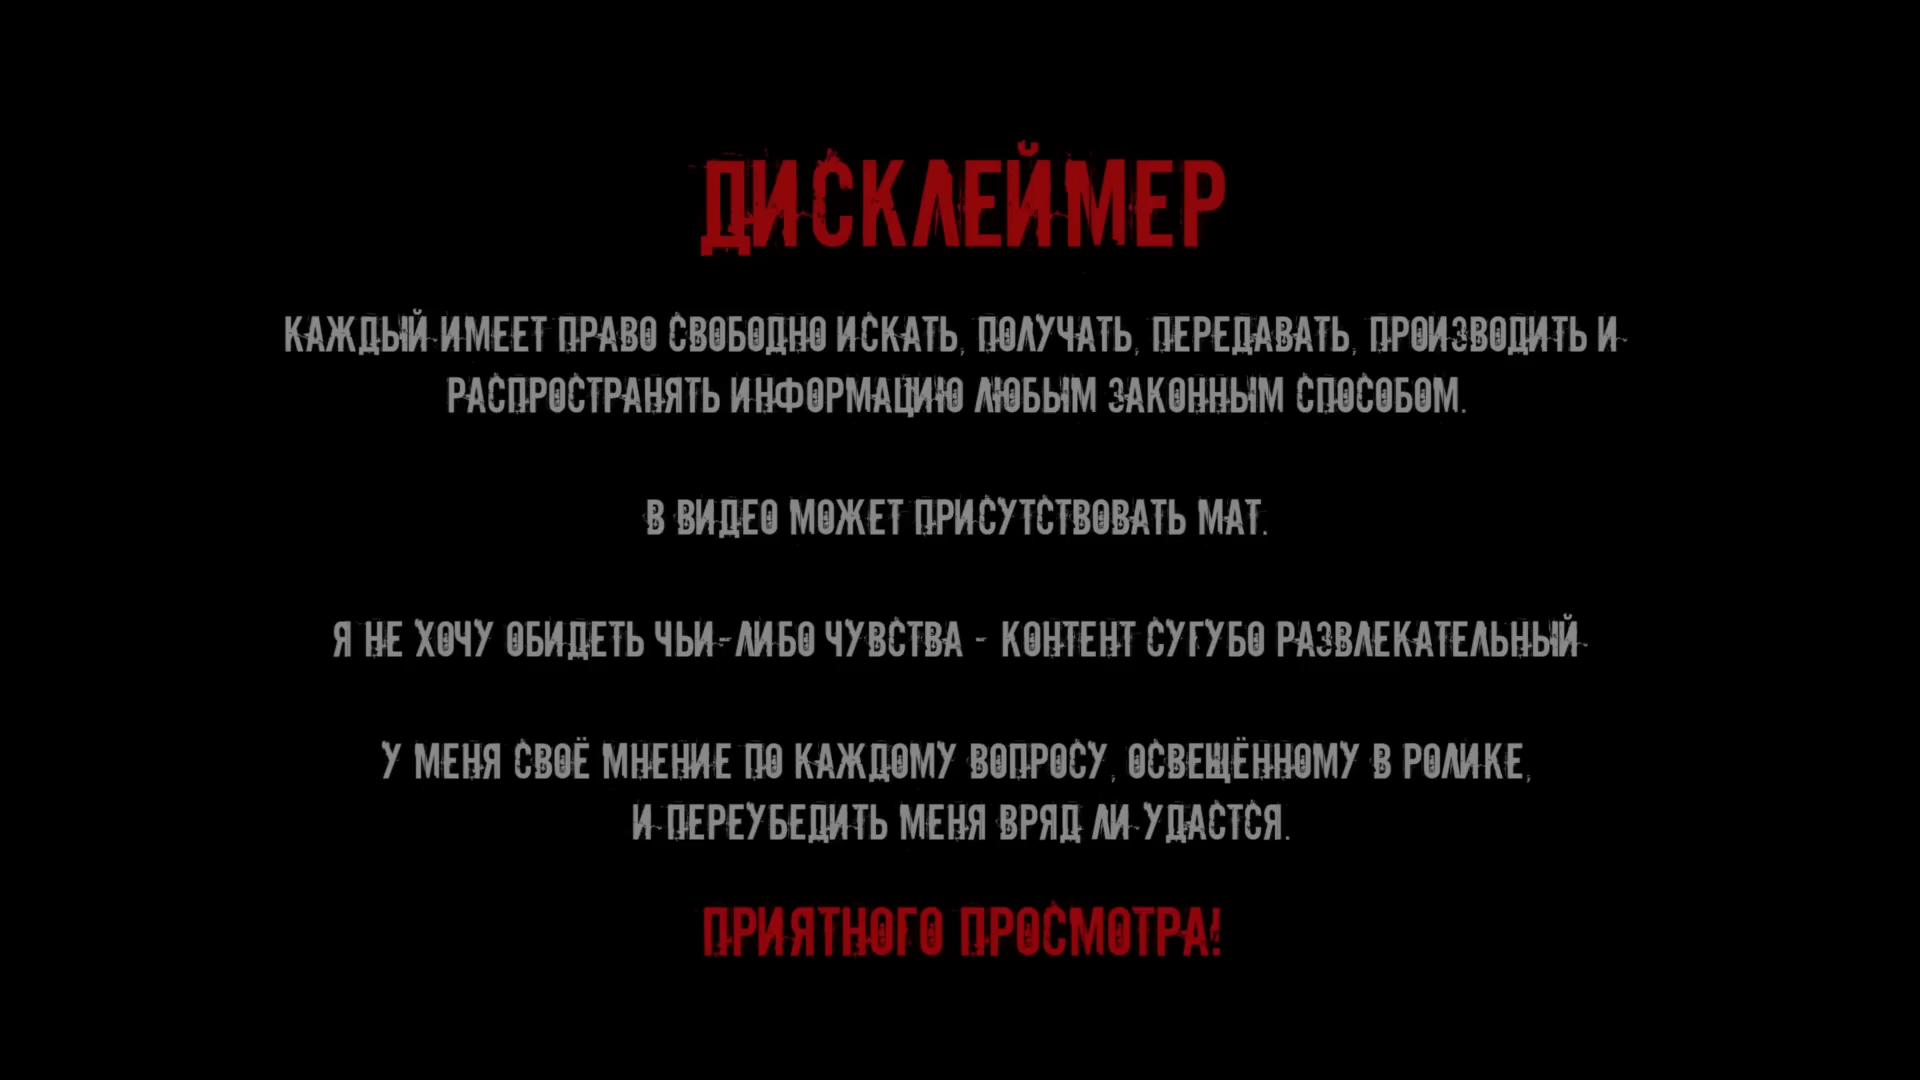 ДИСКЛЕЙМЕР
КАЖДЫЙ ИМЕЕТ ПРАВО СВОБОДНО ИСКАТЬ, ПОЛУЧАТЬ, ПЕРЕДАВАТЬ, ПРОИЗВОДИТЬ И
РАСПРОСТРАНЯТЬ ИНФОРМАЦИЮ ЛЮБЫМ ЗАКОННЫМ СПОСОБОМ.
В ВИДЕО МОЖЕТ ПРИСУТСТВОВАТЬ МАТ.
Я НЕ ХОЧУ ОБИДЕТЬ ЧЬИ-ЛИБО ЧУВСТВА - КОНТЕНТ СУГУБО РАЗВЛЕКАТЕЛЬНЫЙ
У МЕНЯ СВОЁ МНЕНИЕ ПО КАЖДОМУ ВОПРОСУ, ОСВЕЩЁННОМУ В РОЛИКЕ,
И ПЕРЕУБЕДИТЬ МЕНЯ ВРЯД ЛИ УДАСТСЯ.
ПРИЯТНОГО ПРОСМОТРА!